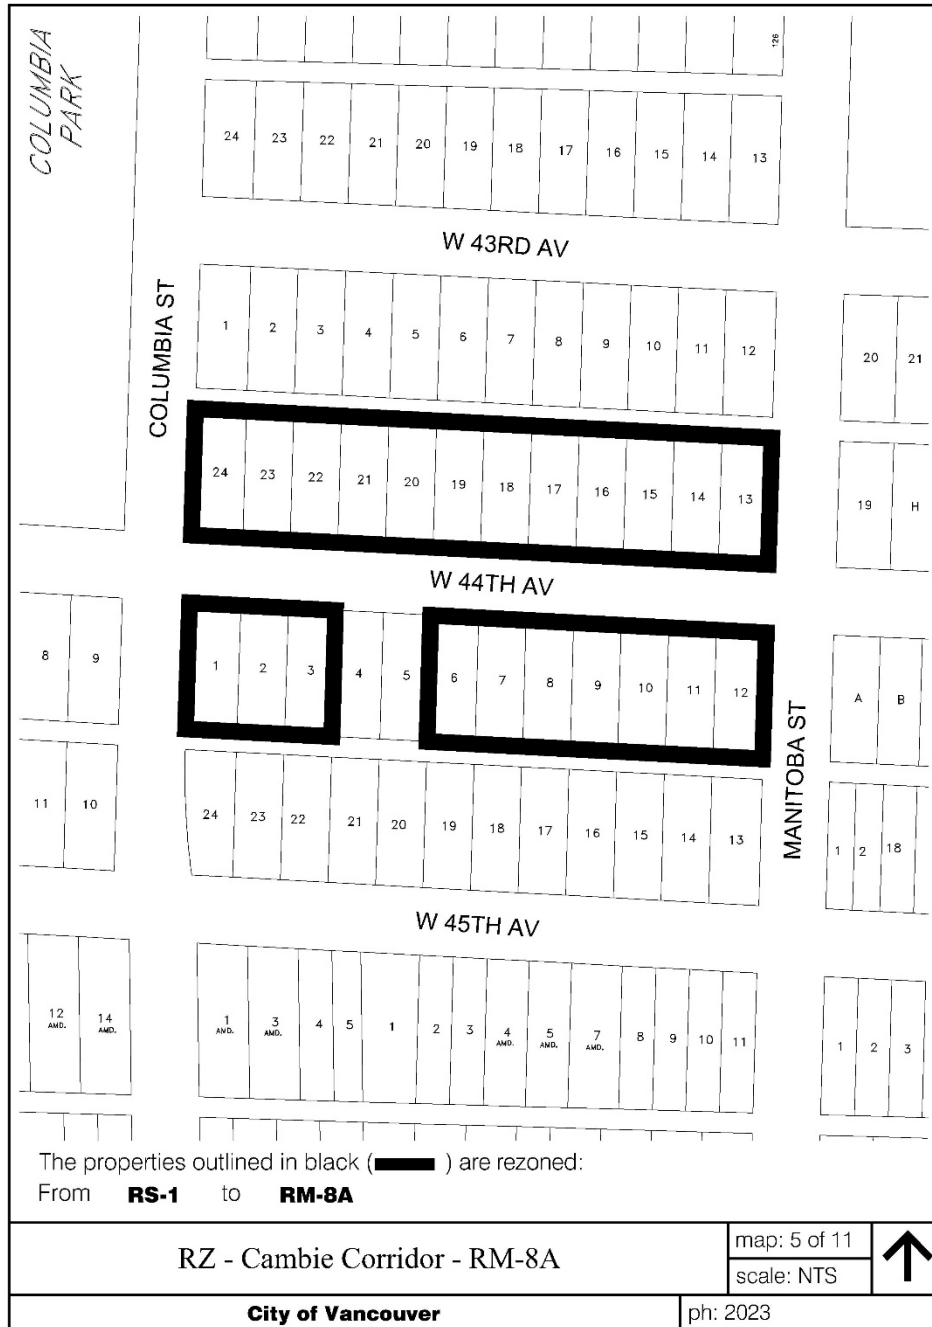 COLUMBIA
PARK
126
24 23 22 21 20 19 18 17 16 15 14 13
W 43RD AV
COLUMBIA ST
1 2 3 4 5 6 7 8 9 10 11 12
20 21
24 23 22 21 20 19 18 17 16 15 14 13
19 H
W 44TH AV
8 9
1 2 3 4 5 6 7 8 9 10 11 12
A B
MANITOBA ST
11 10
24 23 22 21 20 19 18 17 16 15 14 13
1 2 18
W 45TH AV
12 AMD. 14 AMD.
1 AMD. 3 AMD. 4 5 1 2 3 4 AMD. 5 AMD. 7 AMD. 8 9 10 11
1 2 3
The properties outlined in black ( ) are rezoned:
From RS-1 to RM-8A
RZ - Cambie Corridor - RM-8A
map: 5 of 11
scale: NTS
City of Vancouver
ph: 2023